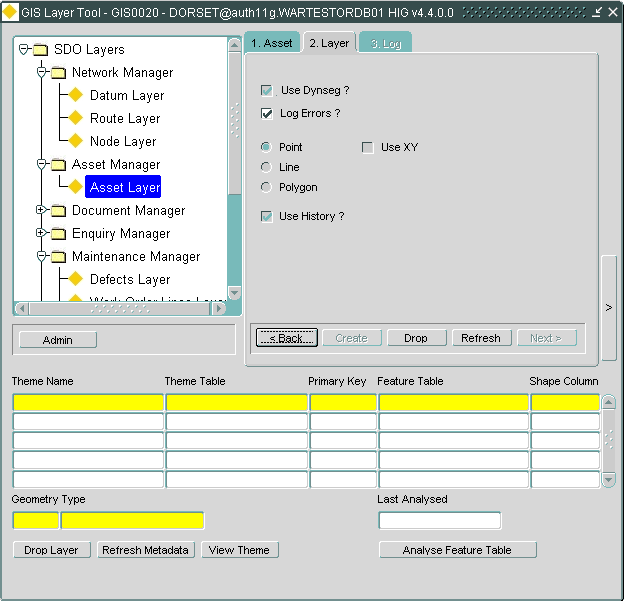 GIS Layer Tool - GIS0020 - DORSET@auth11g.WARTESTORDB01 HIG v4.4.0.0
SDO Layers
Network Manager
Datum Layer
Route Layer
Node Layer
Asset Manager
Asset Layer
Document Manager
Enquiry Manager
Maintenance Manager
Defects Layer
Work Order Lines Layer
Admin
1. Asset 2. Layer 3. Log
Use Dynseg ?
Log Errors ?
Point Use XY
Line
Polygon
Use History ?
< Back Create Drop Refresh Next >
>
Theme Name Theme Table Primary Key Feature Table Shape Column
Geometry Type Last Analysed
Drop Layer Refresh Metadata View Theme Analyse Feature Table